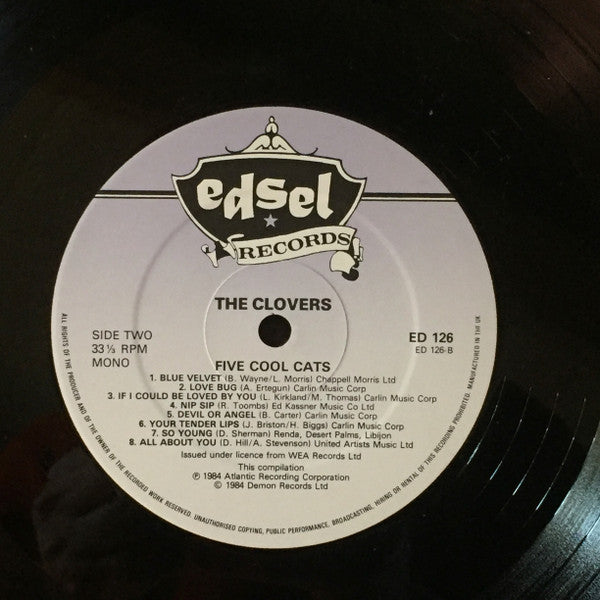 edsel
RECORDS
THE CLOVERS
SIDE TWO
33⅓ RPM
MONO
ED 126
ED 126-B
FIVE COOL CATS
1. BLUE VELVET (B. Wayne/L. Morris) Chappell Morris Ltd
2. LOVE BUG (A. Ertegun) Carlin Music Corp
3. IF I COULD BE LOVED BY YOU (L. Kirkland/M. Thomas) Carlin Music Corp
4. NIP SIP (R. Toombs) Ed Kassner Music Co Ltd
5. DEVIL OR ANGEL (B. Carter) Carlin Music Corp
6. YOUR TENDER LIPS (J. Briston/H. Biggs) Carlin Music Corp
7. SO YOUNG (D. Sherman) Renda, Desert Palms, Libijon
8. ALL ABOUT YOU (D. Hill/A. Stevenson) United Artists Music Ltd
Issued under licence from WEA Records Ltd
This compilation
℗ 1984 Atlantic Recording Corporation
© 1984 Demon Records Ltd
ALL RIGHTS OF THE PRODUCER AND OF THE OWNER OF THE RECORDED WORK RESERVED. UNAUTHORISED COPYING, PUBLIC PERFORMANCE, BROADCASTING, HIRING OR RENTAL OF THIS RECORDING PROHIBITED. MANUFACTURED IN THE UK